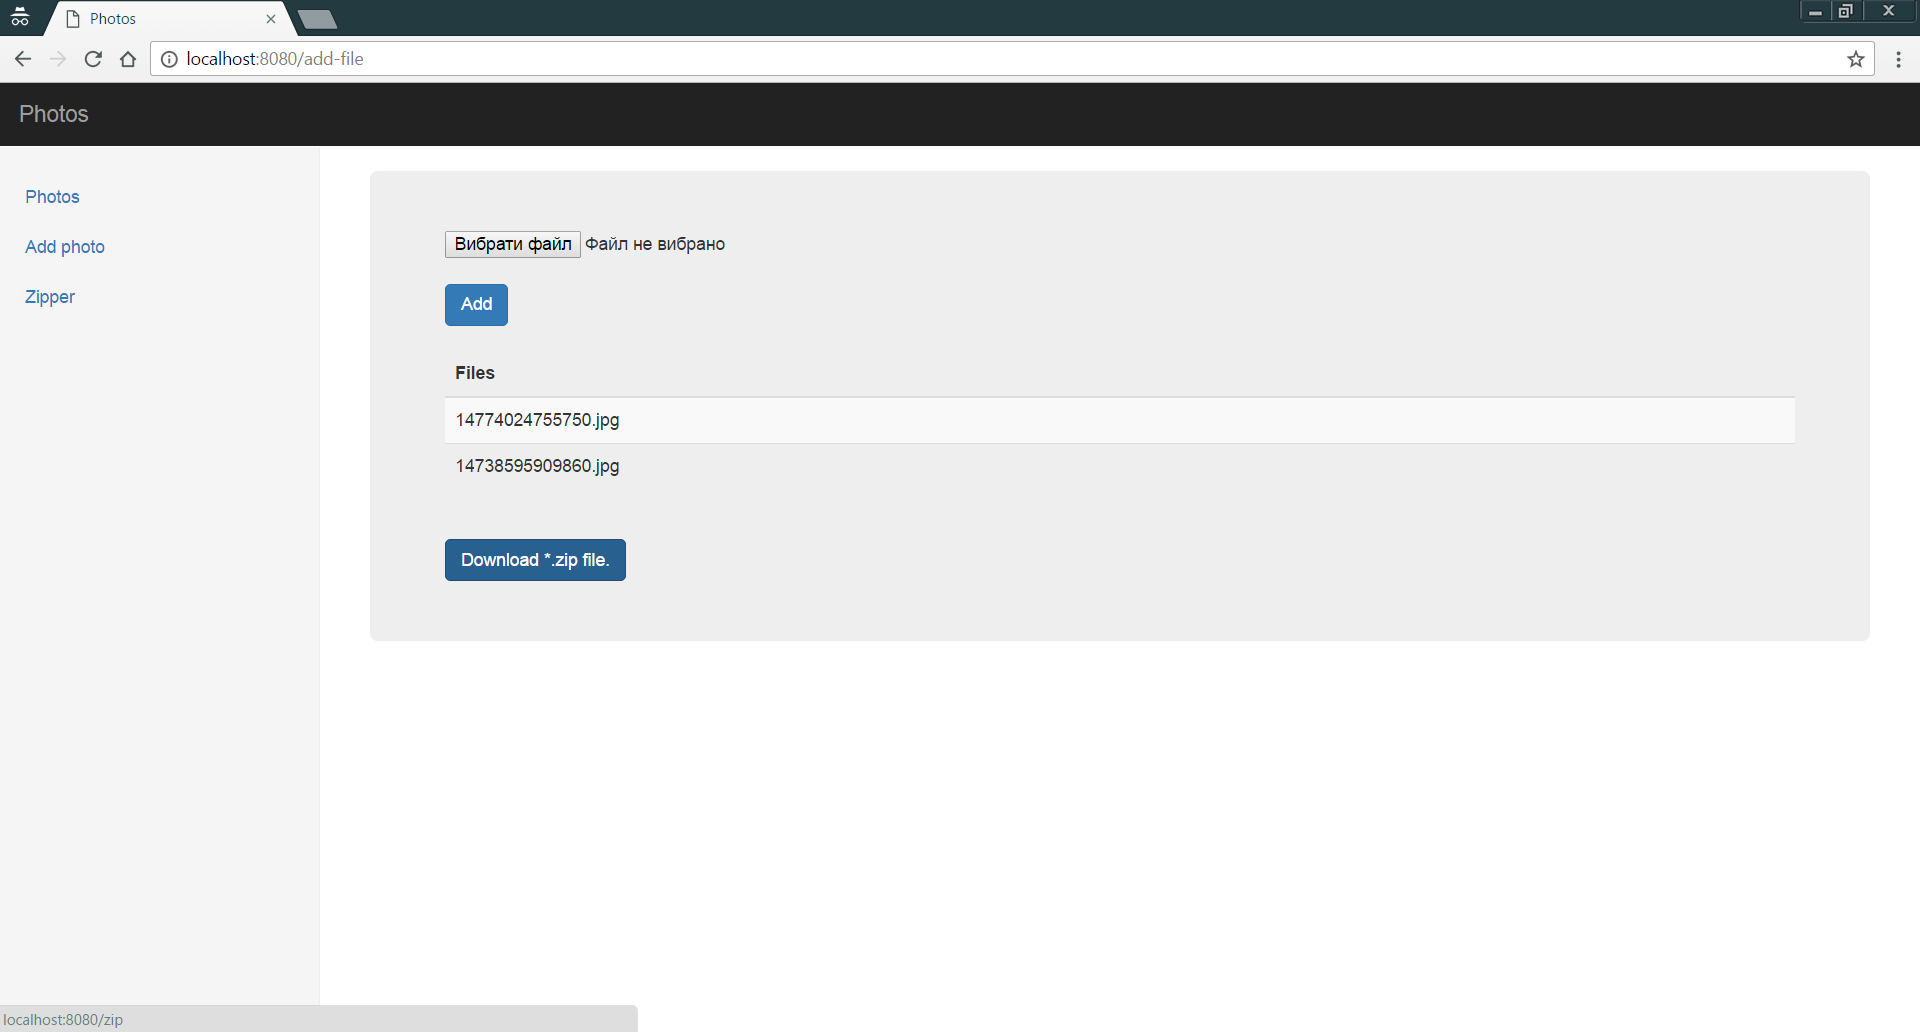 Photos
localhost:8080/add-file
Photos
Photos
Add photo
Zipper
Вибрати файл Файл не вибрано
Add
Files
14774024755750.jpg
14738595909860.jpg
Download *.zip file.
localhost:8080/zip